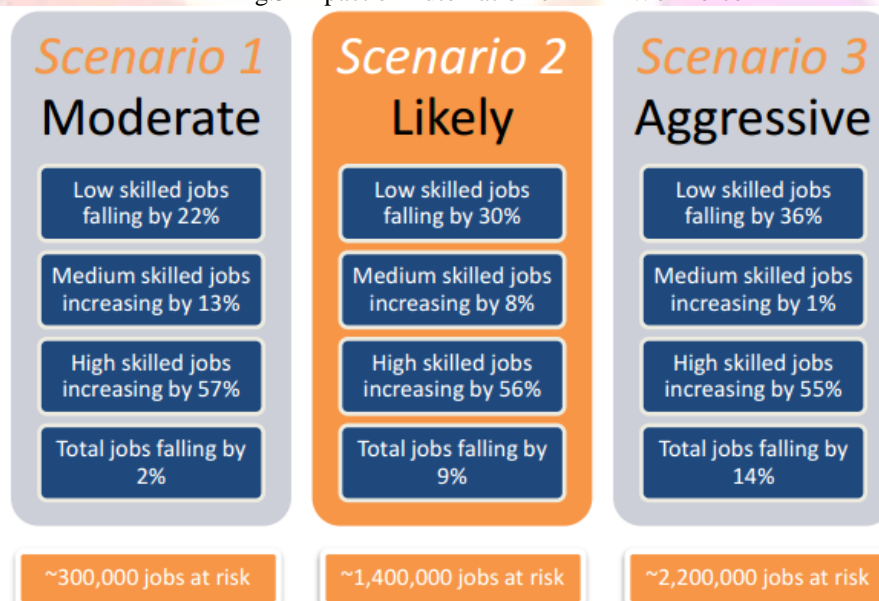 Scenario 1
Moderate
Low skilled jobs
falling by 22%
Medium skilled jobs
increasing by 13%
High skilled jobs
increasing by 57%
Total jobs falling by
2%
~300,000 jobs at risk
Scenario 2
Likely
Low skilled jobs
falling by 30%
Medium skilled jobs
increasing by 8%
High skilled jobs
increasing by 56%
Total jobs falling by
9%
~1,400,000 jobs at risk
Scenario 3
Aggressive
Low skilled jobs
falling by 36%
Medium skilled jobs
increasing by 1%
High skilled jobs
increasing by 55%
Total jobs falling by
14%
~2,200,000 jobs at risk